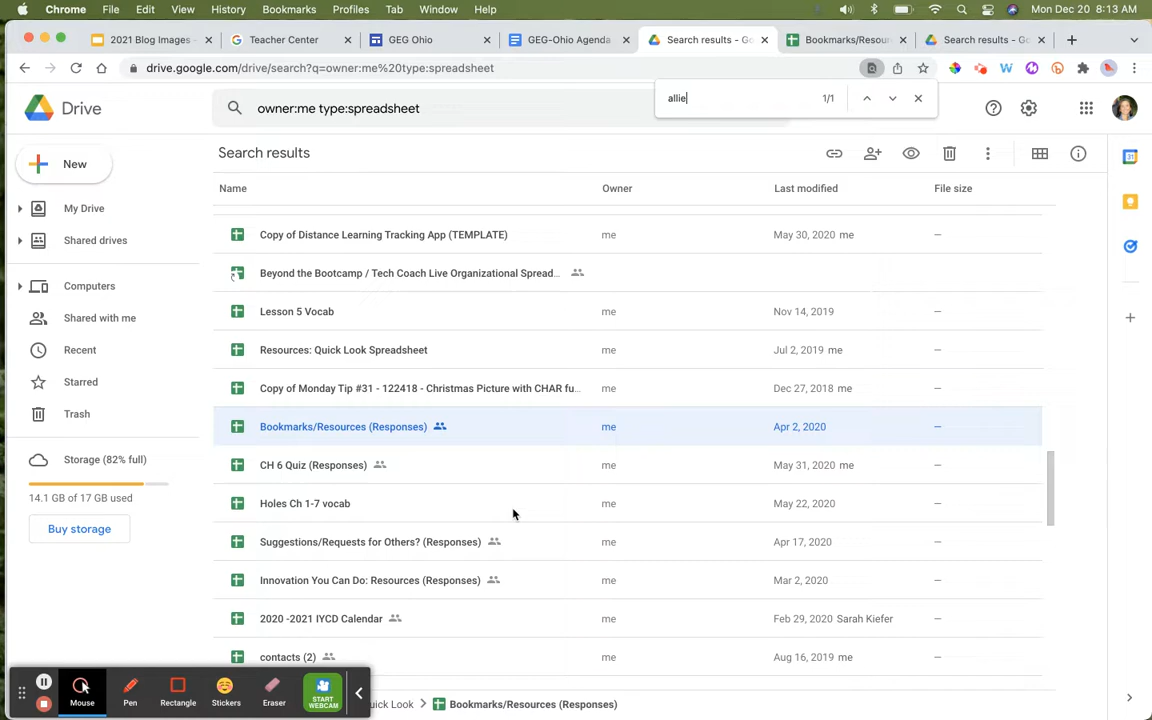 Chrome File Edit View History Bookmarks Profiles Tab Window Help Mon Dec 20 8:13 AM
2021 Blog Images - Teacher Center GEG Ohio GEG-Ohio Agenda Search results - Go Bookmarks/Resour Search results - Go
drive.google.com/drive/search?q=owner:me%20type:spreadsheet
allie 1/1
Drive owner:me type:spreadsheet
New
My Drive
Shared drives
Computers
Shared with me
Recent
Starred
Trash
Storage (82% full)
14.1 GB of 17 GB used
Buy storage
Search results
Name Owner Last modified File size
Copy of Distance Learning Tracking App (TEMPLATE) me May 30, 2020 me —
Beyond the Bootcamp / Tech Coach Live Organizational Spread... —
Lesson 5 Vocab me Nov 14, 2019 —
Resources: Quick Look Spreadsheet me Jul 2, 2019 me —
Copy of Monday Tip #31 - 122418 - Christmas Picture with CHAR fu... me Dec 27, 2018 me —
Bookmarks/Resources (Responses) me Apr 2, 2020 —
CH 6 Quiz (Responses) me May 31, 2020 me —
Holes Ch 1-7 vocab me May 22, 2020 —
Suggestions/Requests for Others? (Responses) me Apr 17, 2020 —
Innovation You Can Do: Resources (Responses) me Mar 2, 2020 —
2020 -2021 IYCD Calendar me Feb 29, 2020 Sarah Kiefer —
contacts (2) me Aug 16, 2019 me —
uick Look Bookmarks/Resources (Responses)
Mouse Pen Rectangle Stickers Eraser START WEBCAM
31